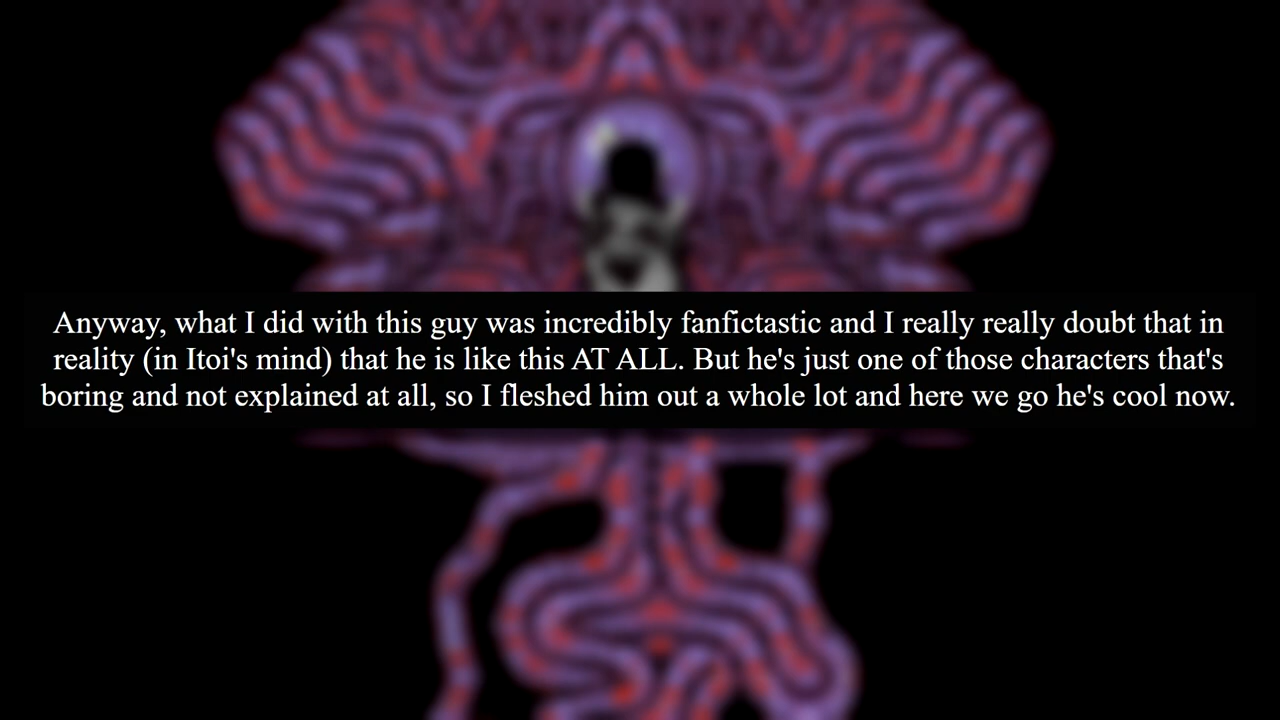 Anyway, what I did with this guy was incredibly fanfictastic and I really really doubt that in
reality (in Itoi's mind) that he is like this AT ALL. But he's just one of those characters that's
boring and not explained at all, so I fleshed him out a whole lot and here we go he's cool now.